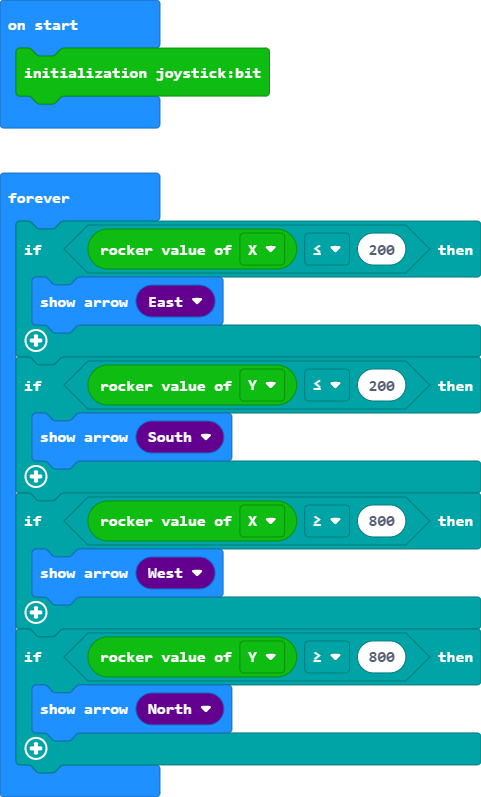 on start
initialization joystick:bit
forever
if rocker value of X ≤ 200 then
show arrow East
if rocker value of Y ≤ 200 then
show arrow South
if rocker value of X ≥ 800 then
show arrow West
if rocker value of Y ≥ 800 then
show arrow North